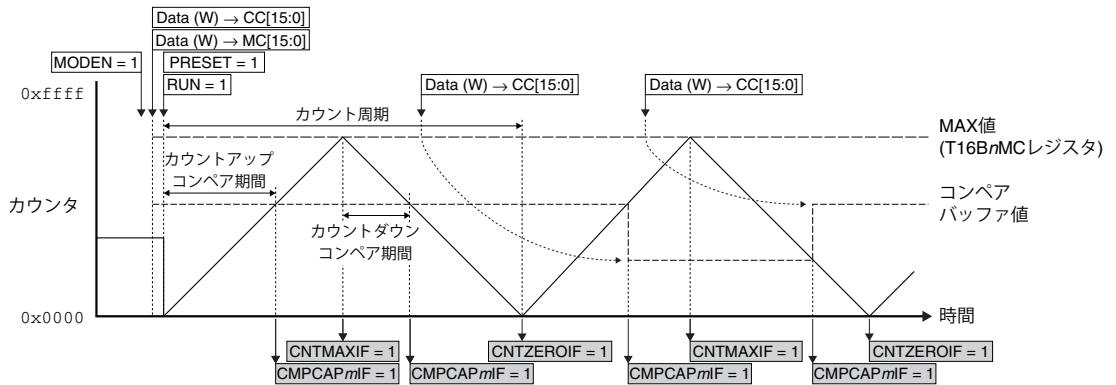 Data (W) → CC[15:0]
Data (W) → MC[15:0]
MODEN = 1
PRESET = 1
RUN = 1
Data (W) → CC[15:0]
Data (W) → CC[15:0]
0xffff
カウント周期
MAX値
(T16BnMCレジスタ)
カウントアップ
コンペア期間
カウンタ
コンペア
バッファ値
カウントダウン
コンペア期間
0x0000
時間
CNTMAXIF = 1
CNTZEROIF = 1
CNTMAXIF = 1
CNTZEROIF = 1
CMPCAPmIF = 1
CMPCAPmIF = 1
CMPCAPmIF = 1
CMPCAPmIF = 1